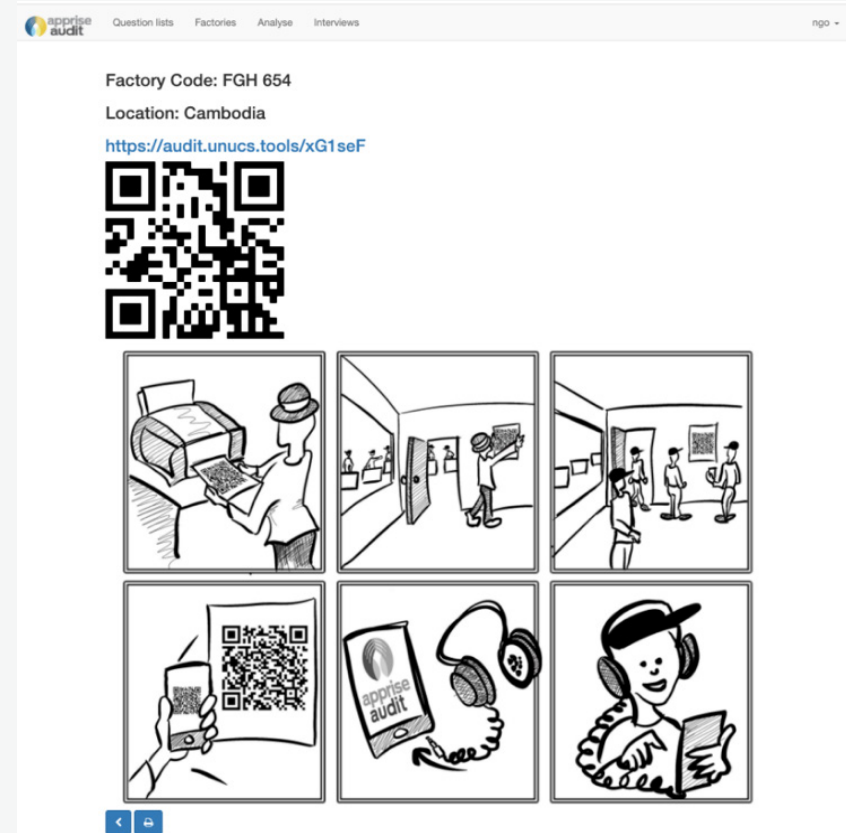 apprise
audit
Question lists Factories Analyse Interviews ngo
Factory Code: FGH 654
Location: Cambodia
https://audit.unucs.tools/xG1seF
apprise
audit